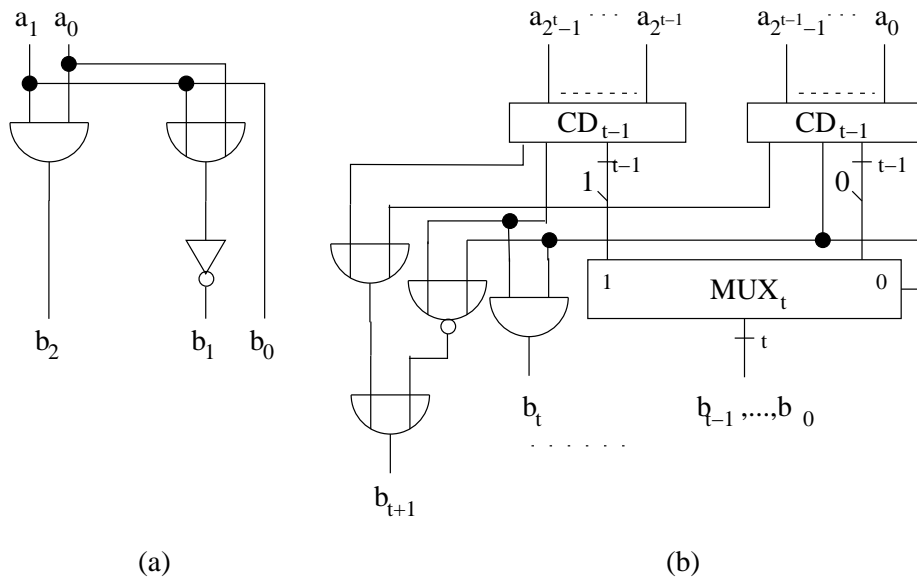 a1 a0
b2 b1 b0
(a)
a2^t−1 ... a2^t−1 a2^t−1−1 ... a0
CDt−1 CDt−1
t−1 t−1
1 0
1 MUXt 0
t
bt bt−1,...,b0
bt+1
(b)